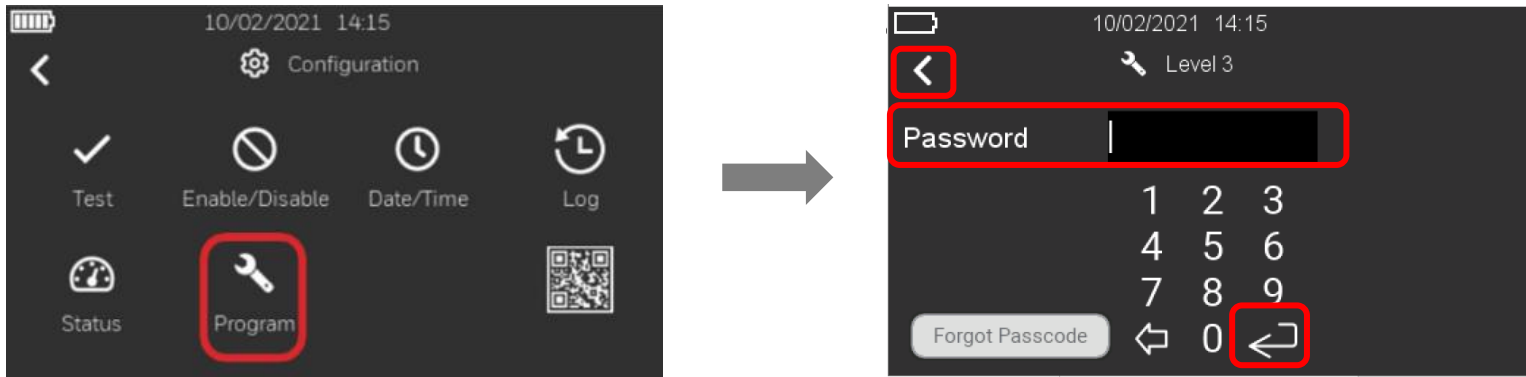 10/02/2021 14:15
Configuration
Test Enable/Disable Date/Time Log
Status Program
10/02/2021 14:15
Level 3
Password
1 2 3
4 5 6
7 8 9
Forgot Passcode 0